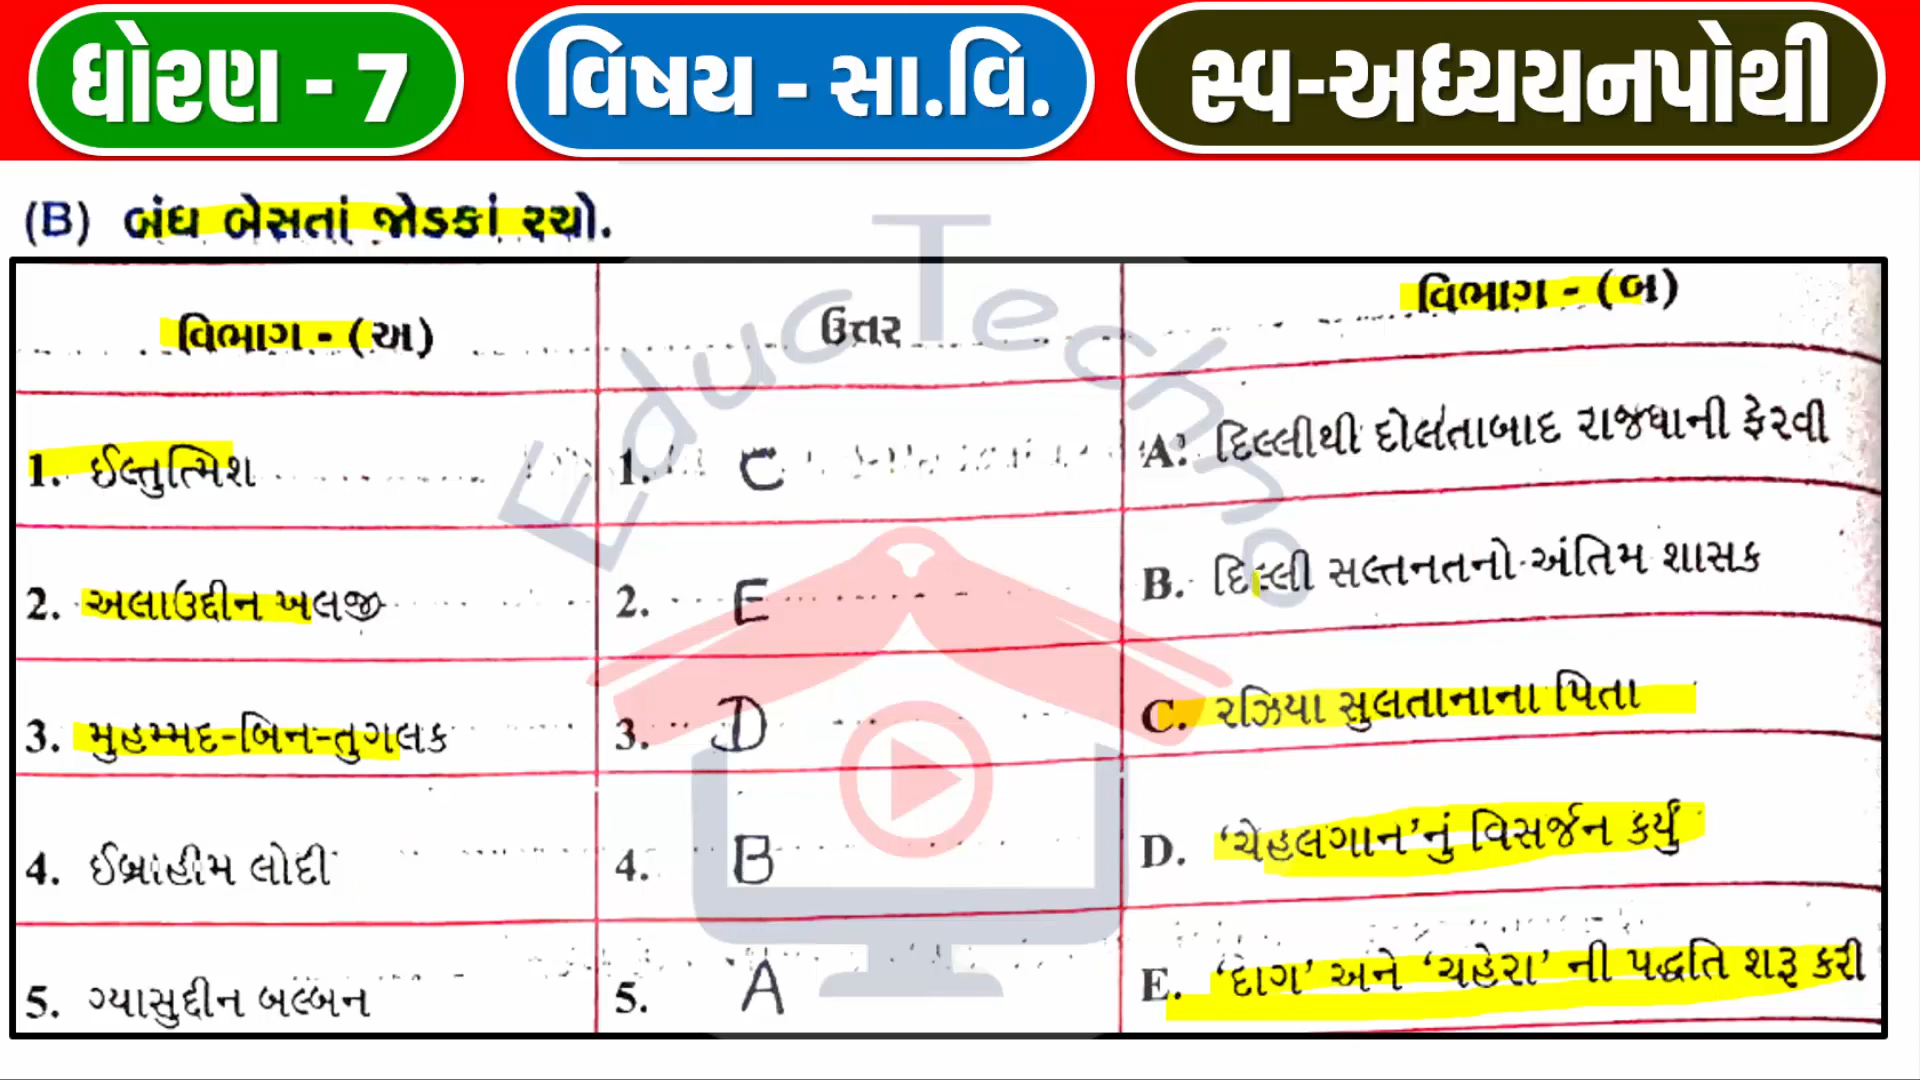 ધોરણ - 7
વિષય - સા.વિ.
સ્વ-અધ્યયનપોથી
(B) બંધ બેસતાં જોડકાં રચો.
વિભાગ - (અ)
ઉત્તર
વિભાગ - (બ)
1. ઈલ્તુત્મિશ
1. C
A. દિલ્લીથી દોલતાબાદ રાજધાની ફેરવી
2. અલાઉદ્દીન ખલજી
2. E
B. દિલ્લી સલ્તનતનો અંતિમ શાસક
3. મુહમ્મદ-બિન-તુગલક
3. D
C. રઝિયા સુલતાનાના પિતા
4. ઈબ્રાહીમ લોદી
4. B
D. ‘ચેહલગાન’નું વિસર્જન કર્યું
5. ગ્યાસુદ્દીન બલ્બન
5. A
E. ‘દાગ’ અને ‘ચહેરા’ ની પદ્ધતિ શરૂ કરી
Educ Techno